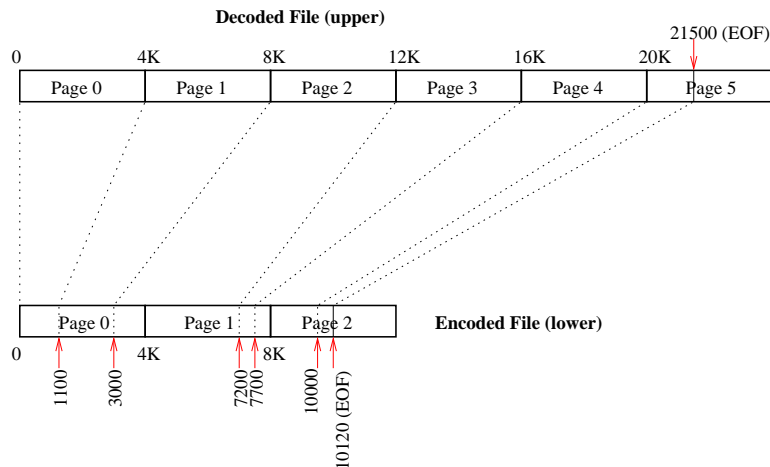 Decoded File (upper)
21500 (EOF)
0 4K 8K 12K 16K 20K
Page 0 Page 1 Page 2 Page 3 Page 4 Page 5
Page 0 Page 1 Page 2
Encoded File (lower)
0 4K 8K
1100 3000 7200 7700 10000 10120 (EOF)